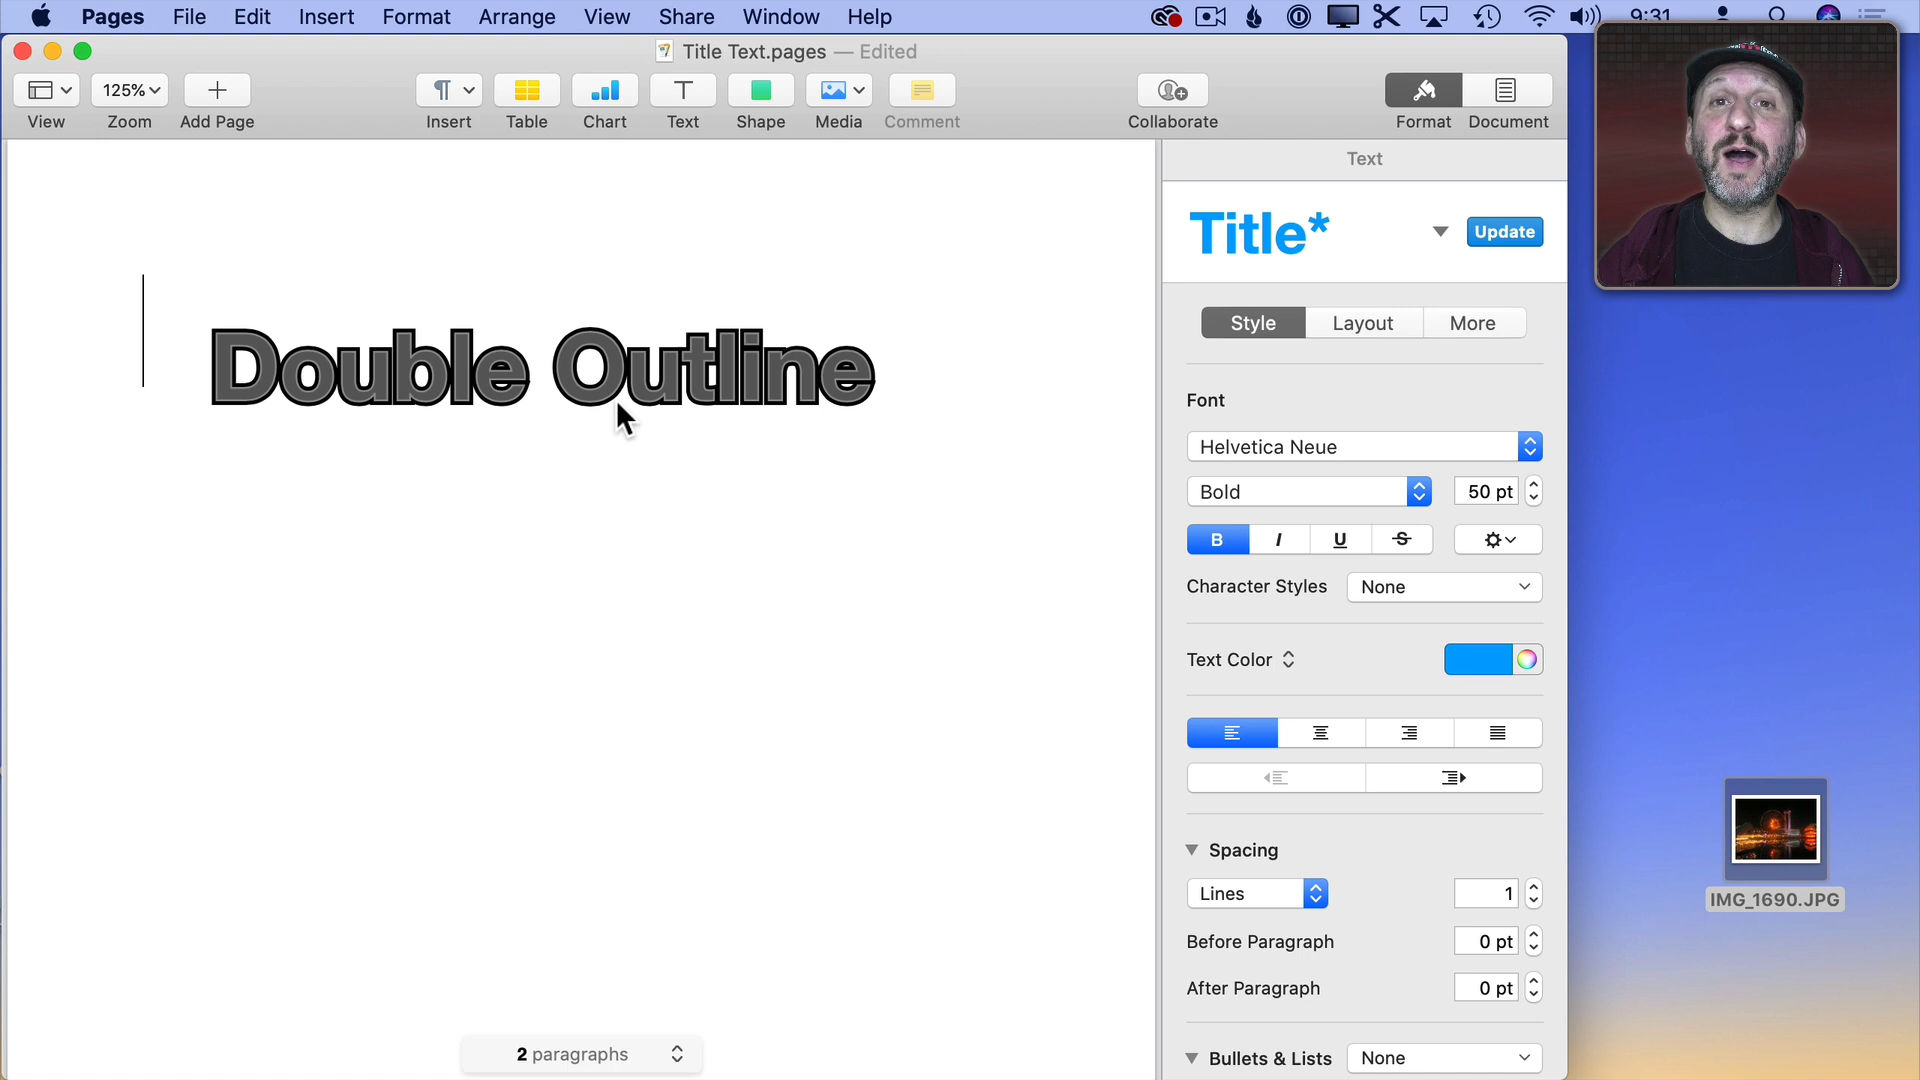 Pages File Edit Insert Format Arrange View Share Window Help 9:31
Title Text.pages — Edited
125%
View Zoom Add Page Insert Table Chart Text Shape Media Comment Collaborate Format Document
Text
Title* Update
Style Layout More
Double Outline
Font
Helvetica Neue
Bold 50 pt
B I U S
Character Styles None
Text Color
Spacing
Lines 1
Before Paragraph 0 pt
After Paragraph 0 pt
Bullets & Lists None
2 paragraphs
IMG_1690.JPG